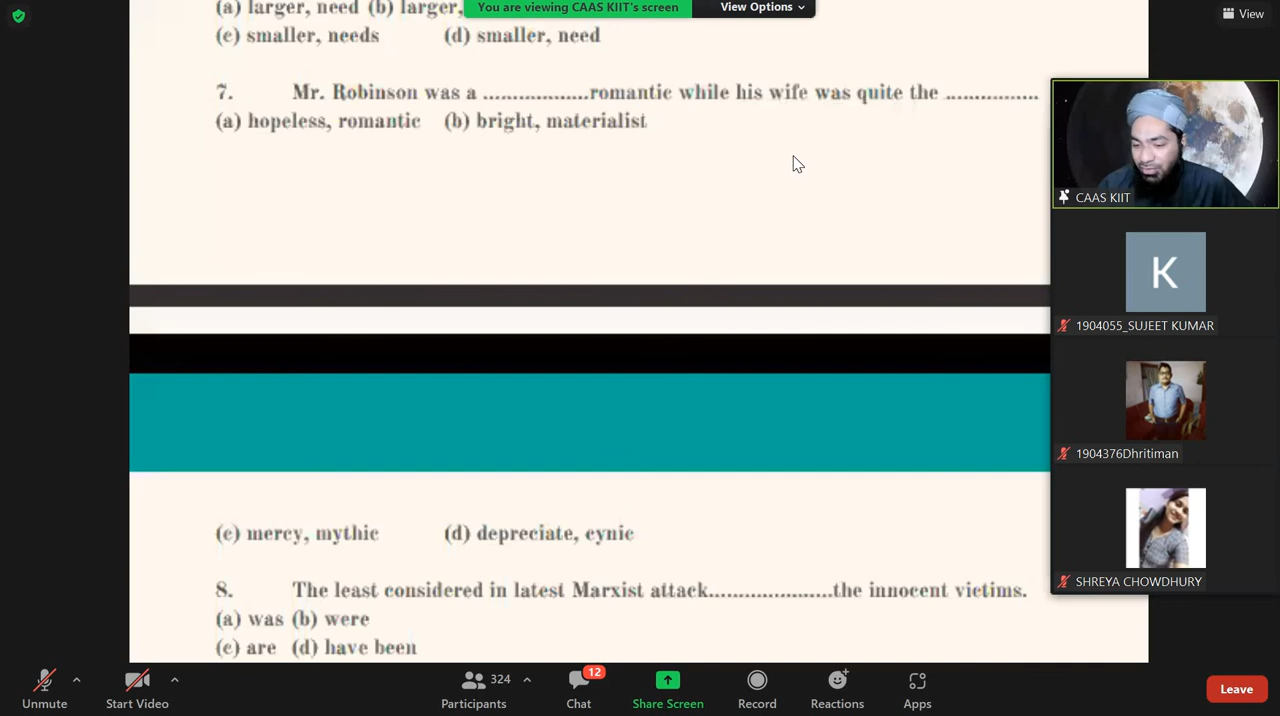 (a) larger, need (b) larger,
You are viewing CAAS KIIT's screen
View Options
View
(c) smaller, needs (d) smaller, need
7. Mr. Robinson was a ..................romantic while his wife was quite the ................
(a) hopeless, romantic (b) bright, materialist
CAAS KIIT
K
1904055_SUJEET KUMAR
1904376Dhritiman
(c) mercy, mythic (d) depreciate, cynic
SHREYA CHOWDHURY
8. The least considered in latest Marxist attack.....................the innocent victims.
(a) was (b) were
(c) are (d) have been
Unmute
Start Video
324
Participants
12
Chat
Share Screen
Record
Reactions
Apps
Leave